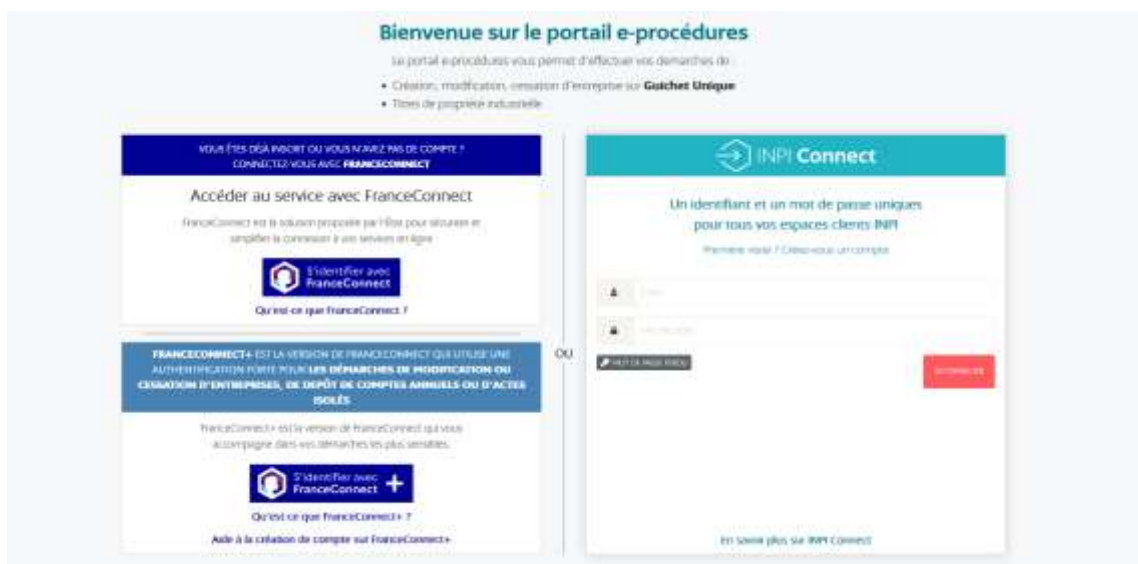 Bienvenue sur le portail e-procédures
Le portail e-procédures vous permet d'effectuer vos démarches de
• Création, modification, cessation d'entreprise sur Guichet Unique
• Titres de propriété industrielle
VOUS ÊTES DÉJÀ INSCRIT OU VOUS N'AVEZ PAS DE COMPTE ?
CONNECTEZ-VOUS AVEC FRANCECONNECT
Accéder au service avec FranceConnect
FranceConnect est la solution proposée par l'État pour sécuriser et
simplifier la connexion à vos services en ligne
S'identifier avec
FranceConnect
Qu'est-ce que FranceConnect ?
FRANCECONNECT+ EST LA VERSION DE FRANCECONNECT QUI UTILISE UNE
AUTHENTIFICATION FORTE POUR LES DÉMARCHES DE MODIFICATION OU
CESSATION D'ENTREPRISES, DE DEPÔT DE COMPTES ANNUELS OU D'ACTES
ISOLÉS
FranceConnect+ est la version de FranceConnect qui vous
accompagne dans vos démarches les plus sensibles.
S'identifier avec
FranceConnect +
Qu'est ce que FranceConnect+ ?
Aide à la création de compte sur FranceConnect+
OU
INPI Connect
Un identifiant et un mot de passe uniques
pour tous vos espaces clients INPI
Première visite ? Créez-vous un compte
MOT DE PASSE PERDU
SE CONNECTER
En savoir plus sur INPI Connect